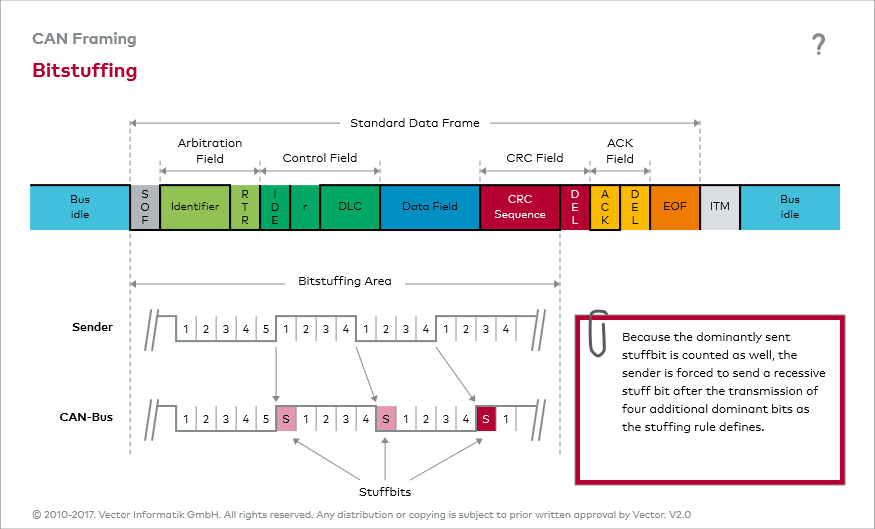 CAN Framing
?
Bitstuffing
Standard Data Frame
Arbitration
Field
Control Field
CRC Field
ACK
Field
Bus
idle
SOF
Identifier
RTR
IDE
r
DLC
Data Field
CRC
Sequence
DEL
ACK
DEL
EOF
ITM
Bus
idle
Bitstuffing Area
Sender
1 2 3 4 5 1 2 3 4 1 2 3 4 1 2 3 4
Because the dominantly sent
stuffbit is counted as well, the
sender is forced to send a recessive
stuff bit after the transmission of
four additional dominant bits as
the stuffing rule defines.
CAN-Bus
1 2 3 4 5 S 1 2 3 4 S 1 2 3 4 S 1
Stuffbits
© 2010-2017. Vector Informatik GmbH. All rights reserved. Any distribution or copying is subject to prior written approval by Vector. V2.0